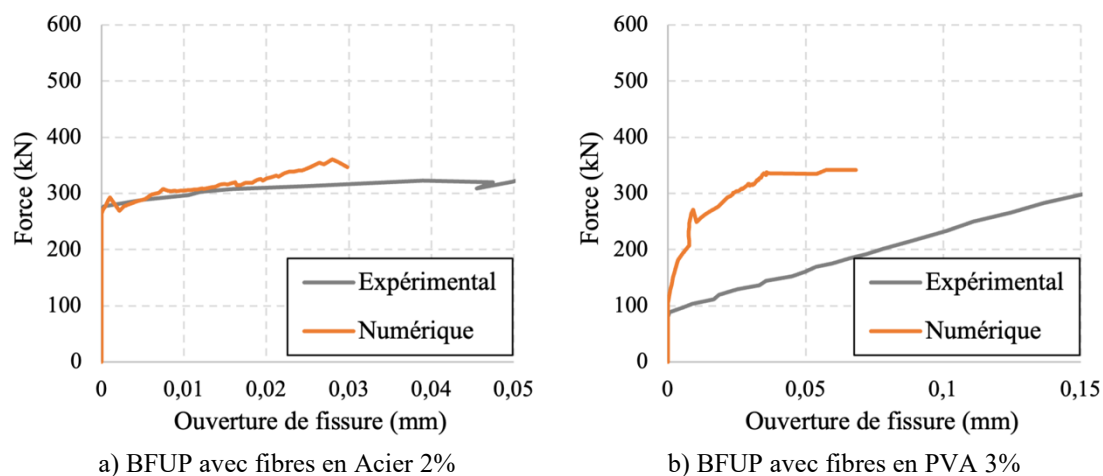 600
500
400
300
200
100
0
Force (kN)
Expérimental
Numérique
0
0,01
0,02
0,03
0,04
0,05
Ouverture de fissure (mm)
a) BFUP avec fibres en Acier 2%
600
500
400
300
200
100
0
Force (kN)
Expérimental
Numérique
0
0,05
0,1
0,15
Ouverture de fissure (mm)
b) BFUP avec fibres en PVA 3%